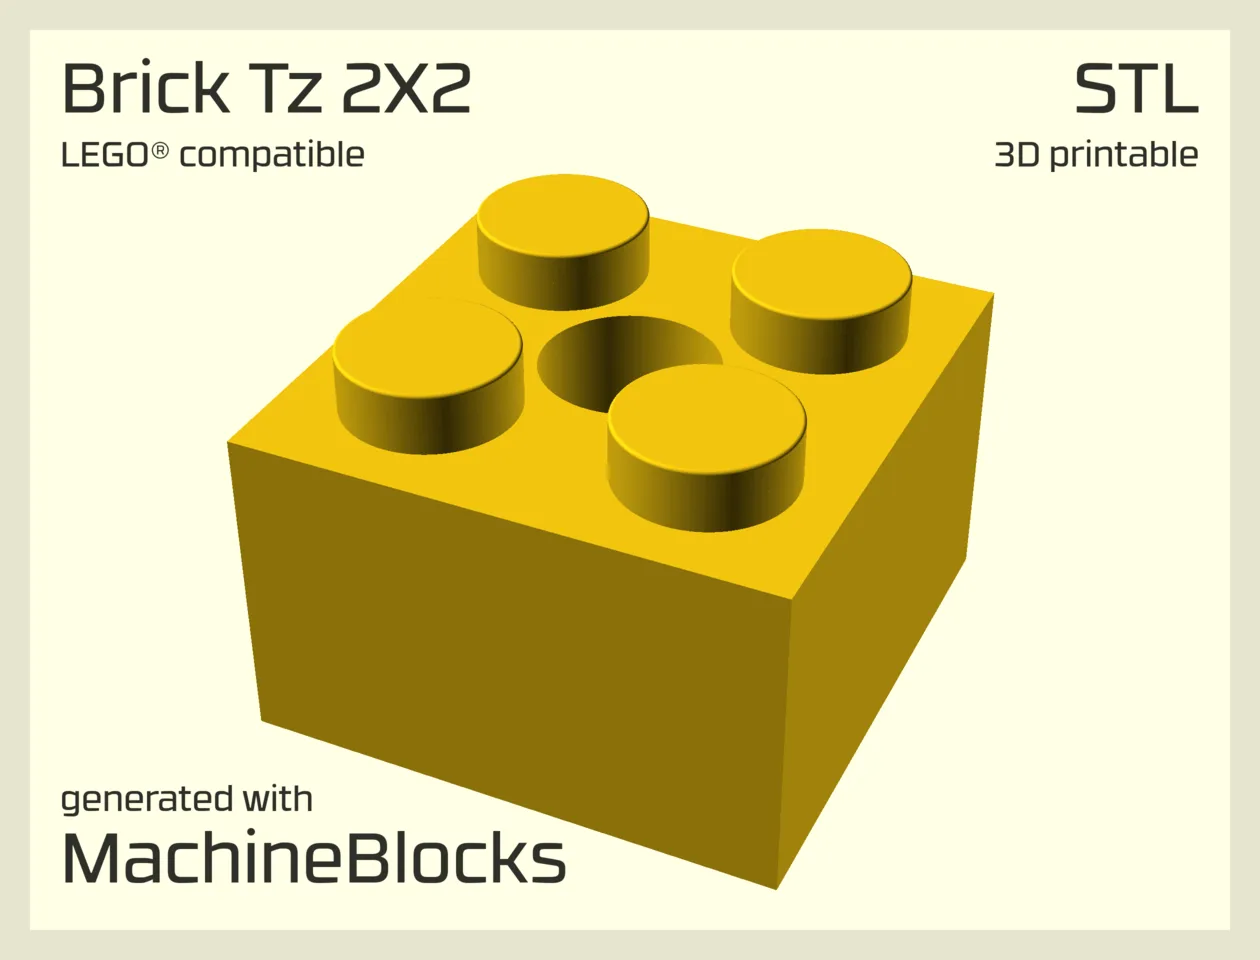 Brick Tz 2X2
LEGO® compatible
STL
3D printable
generated with
MachineBlocks